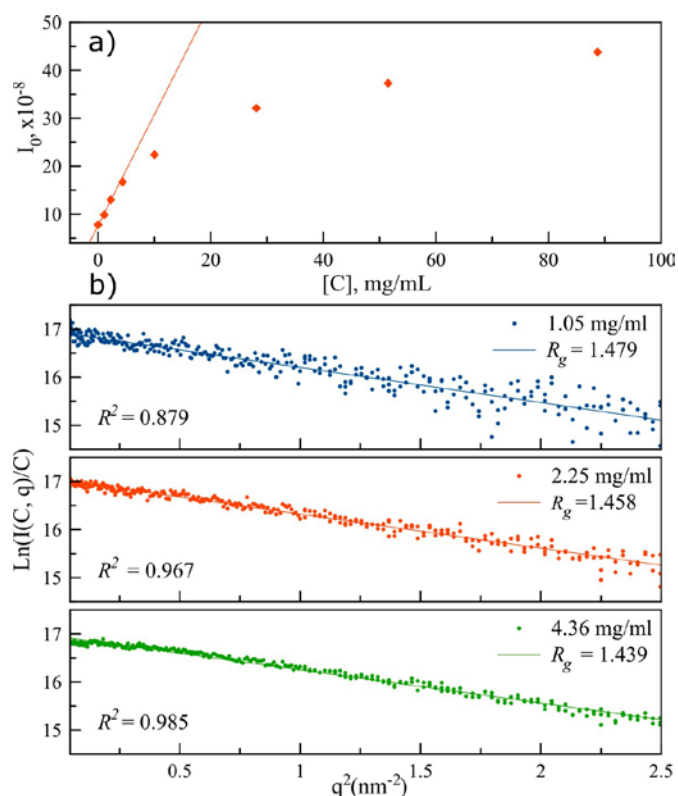 a)
50
40
30
20
10
I₀, x10⁻⁸
0 20 40 60 80 100
[C], mg/mL
b)
17
16
15
1.05 mg/ml
R_g = 1.479
R² = 0.879
17
16
15
2.25 mg/ml
R_g = 1.458
R² = 0.967
17
16
15
4.36 mg/ml
R_g = 1.439
R² = 0.985
Ln(I(C, q)/C)
0.5 1 1.5 2 2.5
q²(nm⁻²)